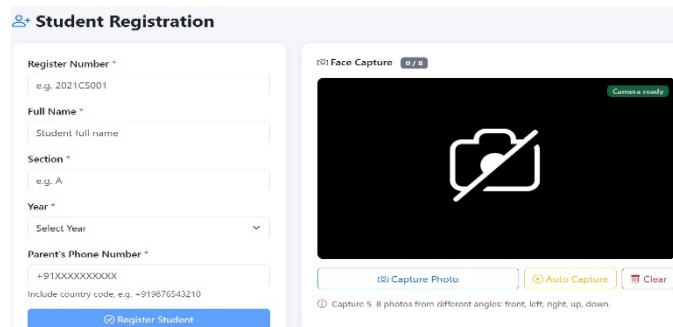 Student Registration
Register Number *
e.g. 2021CS001
Full Name *
Student full name
Section *
e.g. A
Year *
Select Year
Parent's Phone Number *
+91XXXXXXXXXX
Include country code, e.g. +919876543210
Register Student
Face Capture 0 / 8
Camera ready
Capture Photo Auto Capture Clear
Capture 5-8 photos from different angles: front, left, right, up, down.